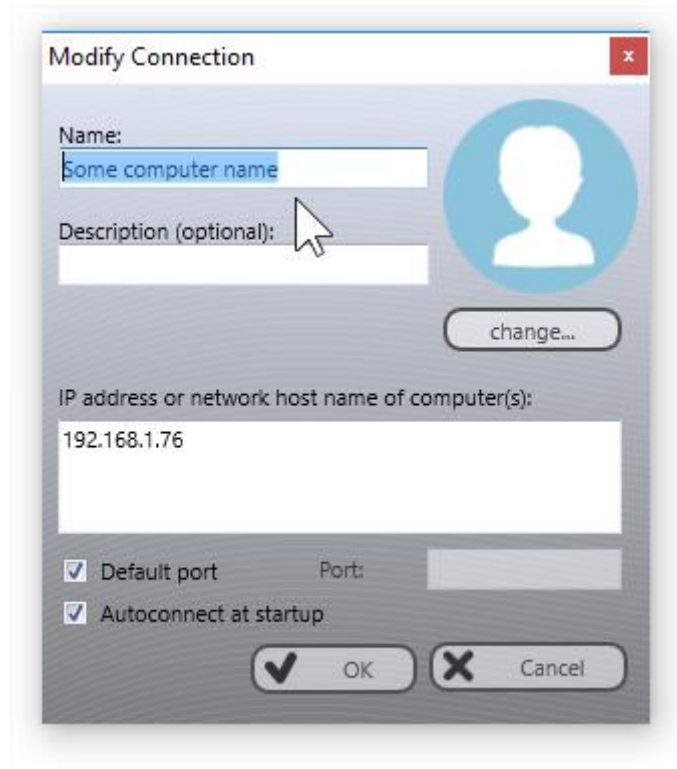 Modify Connection
x
Name:
Some computer name
Description (optional):
change...
IP address or network host name of computer(s):
192.168.1.76
Default port Port:
Autoconnect at startup
OK Cancel